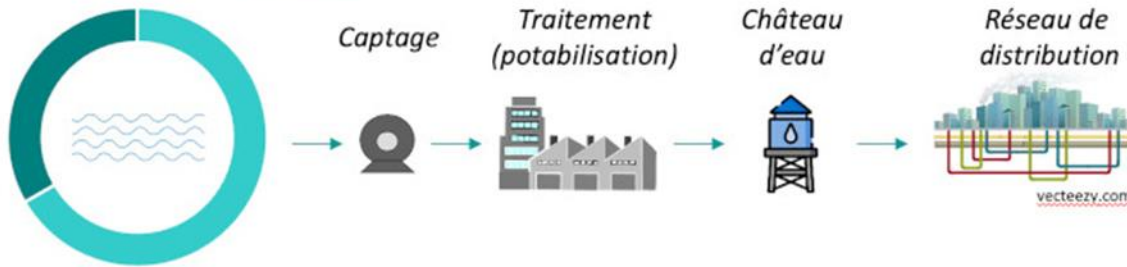 Captage
Traitement
(potabilisation)
Château
d'eau
Réseau de
distribution
vecteezy.com